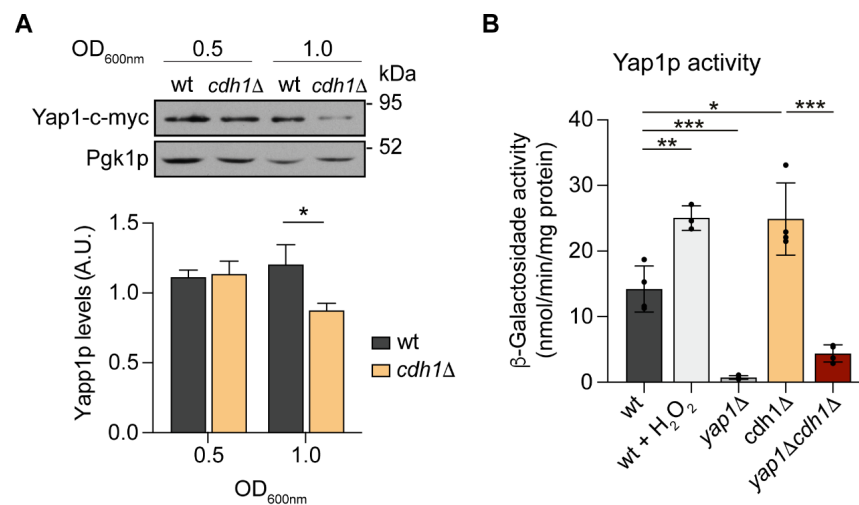 A
OD600nm 0.5 1.0
wt cdh1Δ wt cdh1Δ kDa
Yap1-c-myc 95
Pgk1p 52
*
Yapp1p levels (A.U.)
1.5
1.0
0.5
0.0
0.5 1.0
OD600nm
wt
cdh1Δ
B
Yap1p activity
* ***
***
**
β-Galactosidade activity
(nmol/min/mg protein)
40
30
20
10
0
wt
wt + H2O2
yap1Δ
cdh1Δ
yap1Δcdh1Δ